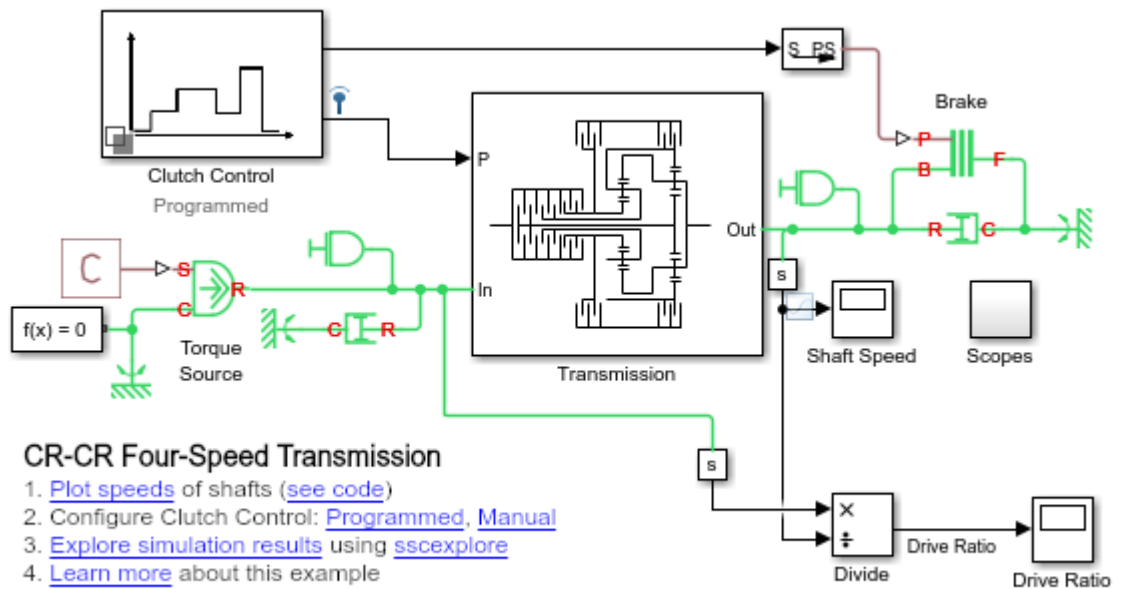 S PS
Brake
P
B
F
P
Clutch Control
Programmed
Out
R
C
s
C
S
C
R
In
f(x) = 0
C
R
Torque
Source
Transmission
Shaft Speed
Scopes
CR-CR Four-Speed Transmission
1. Plot speeds of shafts (see code)
2. Configure Clutch Control: Programmed, Manual
3. Explore simulation results using sscexplore
4. Learn more about this example
s
×
÷
Divide
Drive Ratio
Drive Ratio